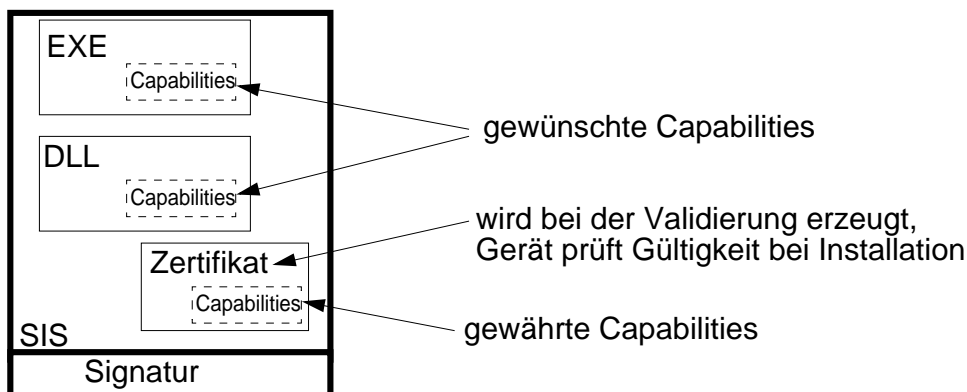 EXE
Capabilities
gewünschte Capabilities
DLL
Capabilities
wird bei der Validierung erzeugt,
Gerät prüft Gültigkeit bei Installation
Zertifikat
Capabilities
gewährte Capabilities
SIS
Signatur